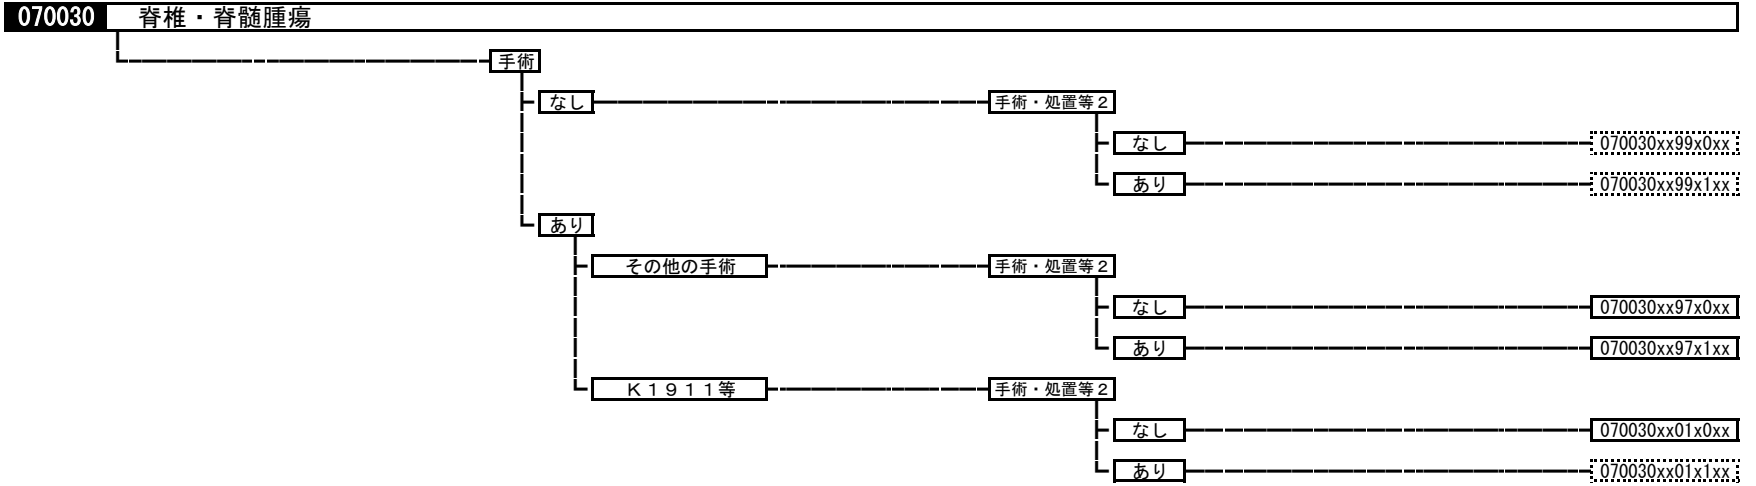 070030 脊椎・脊髄腫瘍
手術
なし 手術・処置等２
なし 070030xx99x0xx
あり 070030xx99x1xx
あり
その他の手術 手術・処置等２
なし 070030xx97x0xx
あり 070030xx97x1xx
Ｋ１９１１等 手術・処置等２
なし 070030xx01x0xx
あり 070030xx01x1xx